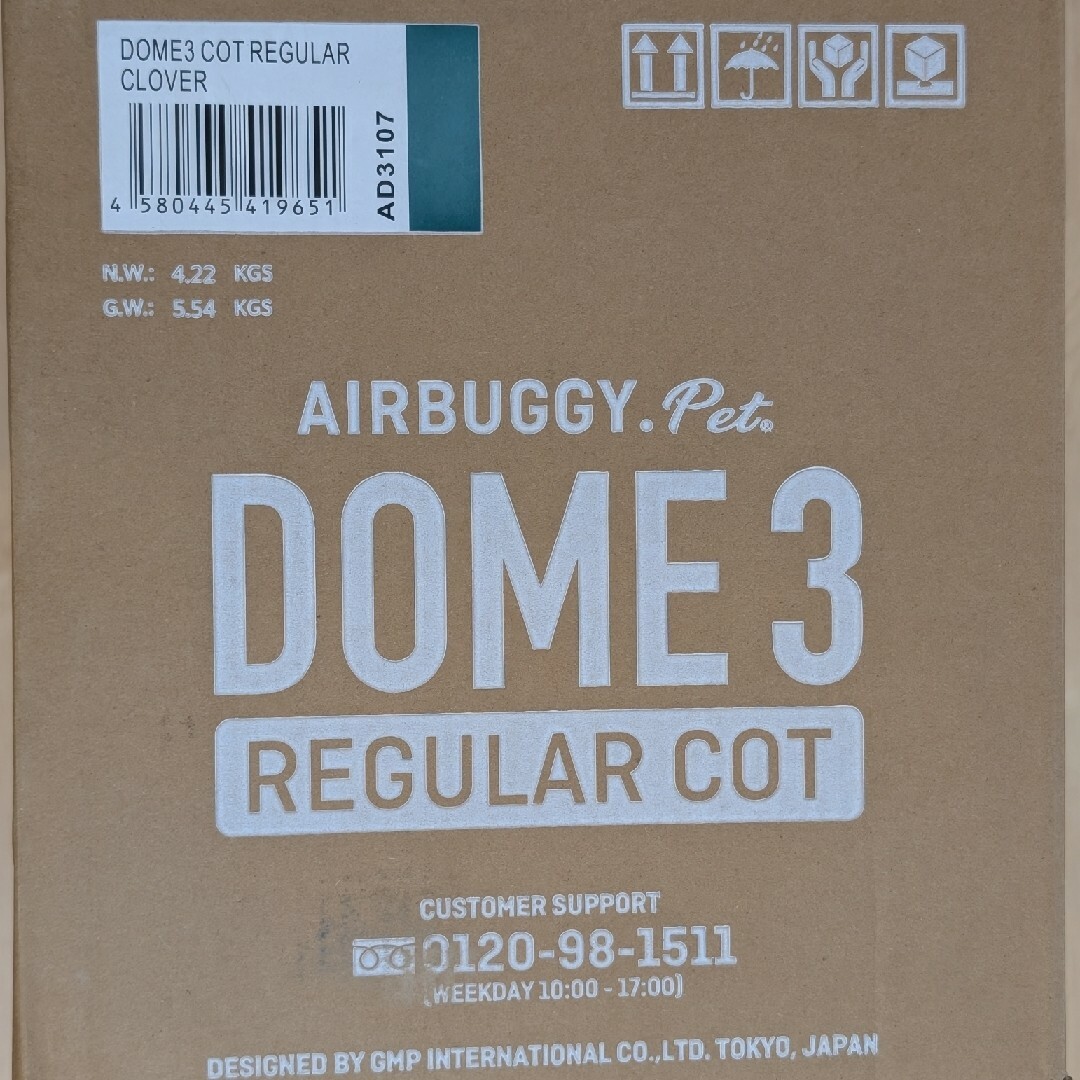 DOME3 COT REGULAR
CLOVER
4 580445 419651
AD3107
N.W.: 4.22 KGS
G.W.: 5.54 KGS
AIRBUGGY. Pet®
DOME 3
REGULAR COT
CUSTOMER SUPPORT
0120-98-1511
(WEEKDAY 10:00 - 17:00)
DESIGNED BY GMP INTERNATIONAL CO.,LTD. TOKYO, JAPAN